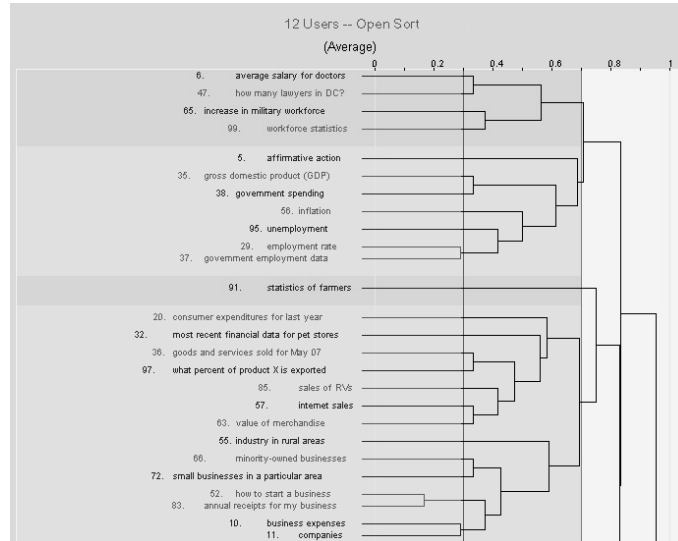 12 Users -- Open Sort
(Average)
0 0.2 0.4 0.6 0.8 1
6. average salary for doctors
47. how many lawyers in DC?
65. increase in military workforce
99. workforce statistics
5. affirmative action
35. gross domestic product (GDP)
38. government spending
56. inflation
95. unemployment
29. employment rate
37. government employment data
91. statistics of farmers
20. consumer expenditures for last year
32. most recent financial data for pet stores
36. goods and services sold for May 07
97. what percent of product X is exported
85. sales of RVs
57. internet sales
63. value of merchandise
55. industry in rural areas
66. minority-owned businesses
72. small businesses in a particular area
52. how to start a business
83. annual receipts for my business
10. business expenses
11. companies